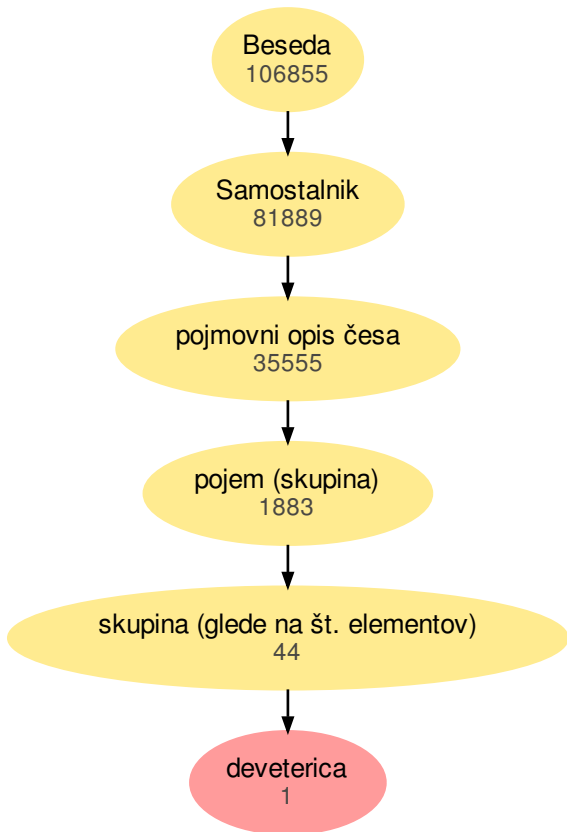 Beseda
106855
Samostalnik
81889
pojmovni opis česa
35555
pojem (skupina)
1883
skupina (glede na št. elementov)
44
deveterica
1